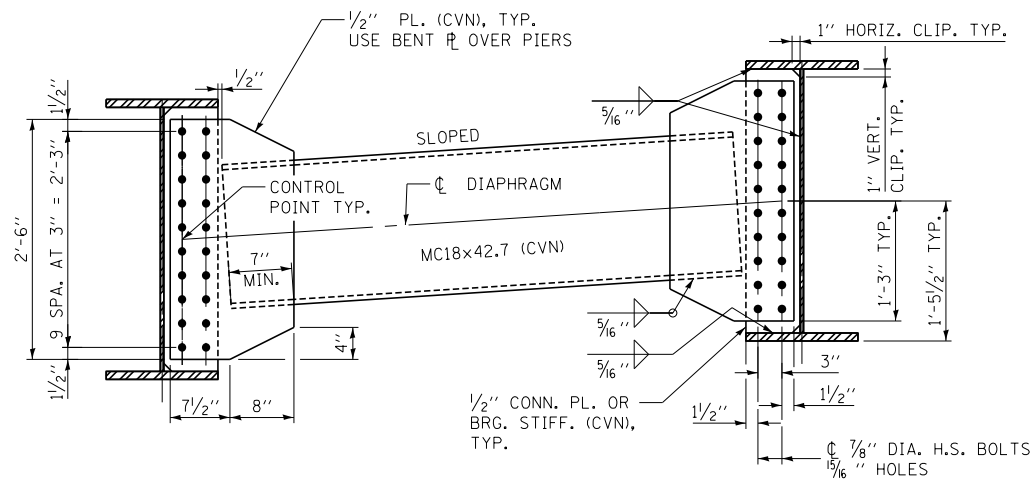 1/2" PL. (CVN), TYP.
USE BENT PL OVER PIERS
1" HORIZ. CLIP. TYP.
1 1/2"
1/2"
SLOPED
5/16"
1" VERT.
CLIP. TYP.
9 SPA. AT 3" = 2'-3"
2'-6"
CONTROL
POINT TYP.
CL DIAPHRAGM
MC18x42.7 (CVN)
7"
MIN.
1'-3" TYP.
1'-5 1/2" TYP.
5/16"
5/16"
4"
1 1/2"
7 1/2"
8"
3"
1/2" CONN. PL. OR
BRG. STIFF. (CVN),
TYP.
1 1/2"
1 1/2"
CL 7/8" DIA. H.S. BOLTS
15/16" HOLES